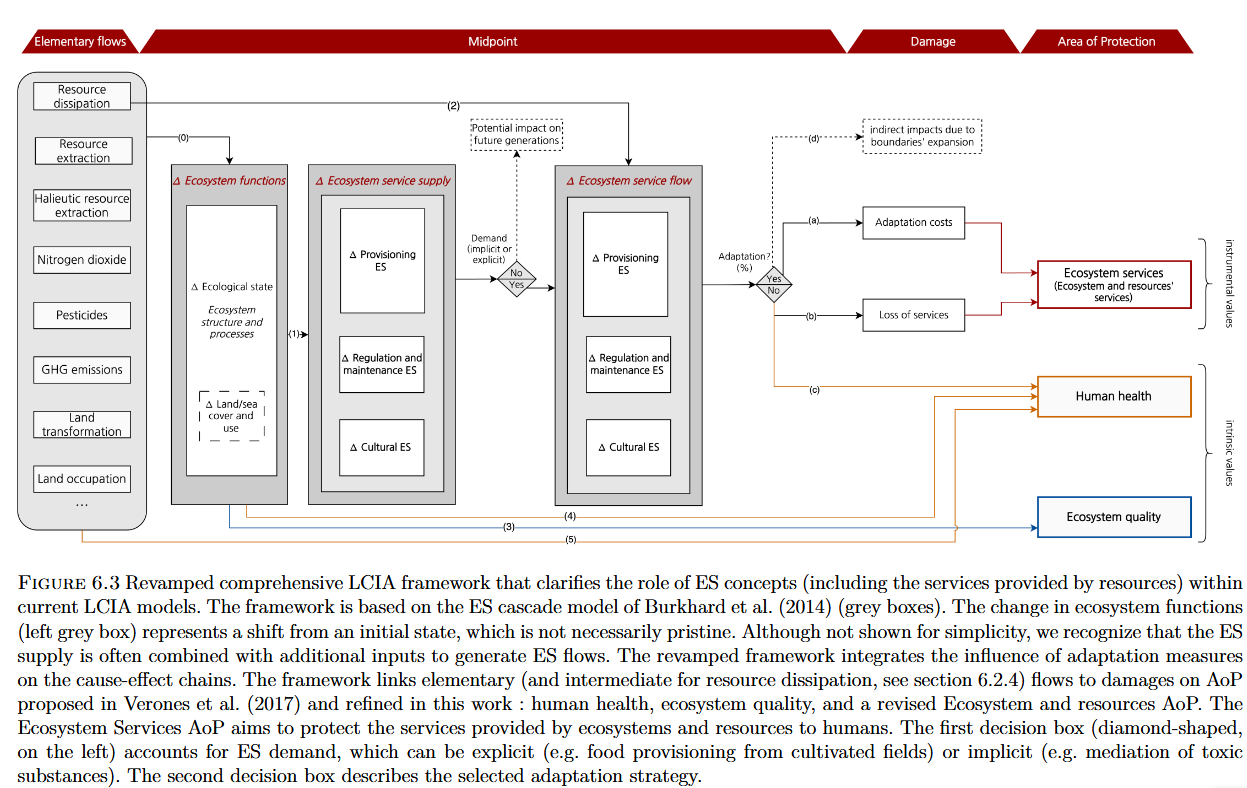 Elementary flows
Midpoint
Damage
Area of Protection
Resource
dissipation
Resource
extraction
Halieutic resource
extraction
Nitrogen dioxide
Pesticides
GHG emissions
Land
transformation
Land occupation
...
(0)
(2)
Δ Ecosystem functions
Δ Ecological state
Ecosystem
structure and
processes
Δ Land/sea
cover and
use
(1)
Δ Ecosystem service supply
Δ Provisioning
ES
Δ Regulation and
maintenance ES
Δ Cultural ES
Potential impact on
future generations
Demand
(implicit or
explicit)
No
Yes
Δ Ecosystem service flow
Δ Provisioning
ES
Δ Regulation and
maintenance ES
Δ Cultural ES
Adaptation?
(%)
Yes
No
(d)
indirect impacts due to
boundaries' expansion
(a)
Adaptation costs
(b)
Loss of services
(c)
Ecosystem services
(Ecosystem and resources'
services)
Human health
Ecosystem quality
instrumental values
intrinsic values
(4)
(3)
(5)
FIGURE 6.3 Revamped comprehensive LCIA framework that clarifies the role of ES concepts (including the services provided by resources) within
current LCIA models. The framework is based on the ES cascade model of Burkhard et al. (2014) (grey boxes). The change in ecosystem functions
(left grey box) represents a shift from an initial state, which is not necessarily pristine. Although not shown for simplicity, we recognize that the ES
supply is often combined with additional inputs to generate ES flows. The revamped framework integrates the influence of adaptation measures
on the cause-effect chains. The framework links elementary (and intermediate for resource dissipation, see section 6.2.4) flows to damages on AoP
proposed in Verones et al. (2017) and refined in this work : human health, ecosystem quality, and a revised Ecosystem and resources AoP. The
Ecosystem Services AoP aims to protect the services provided by ecosystems and resources to humans. The first decision box (diamond-shaped,
on the left) accounts for ES demand, which can be explicit (e.g. food provisioning from cultivated fields) or implicit (e.g. mediation of toxic
substances). The second decision box describes the selected adaptation strategy.